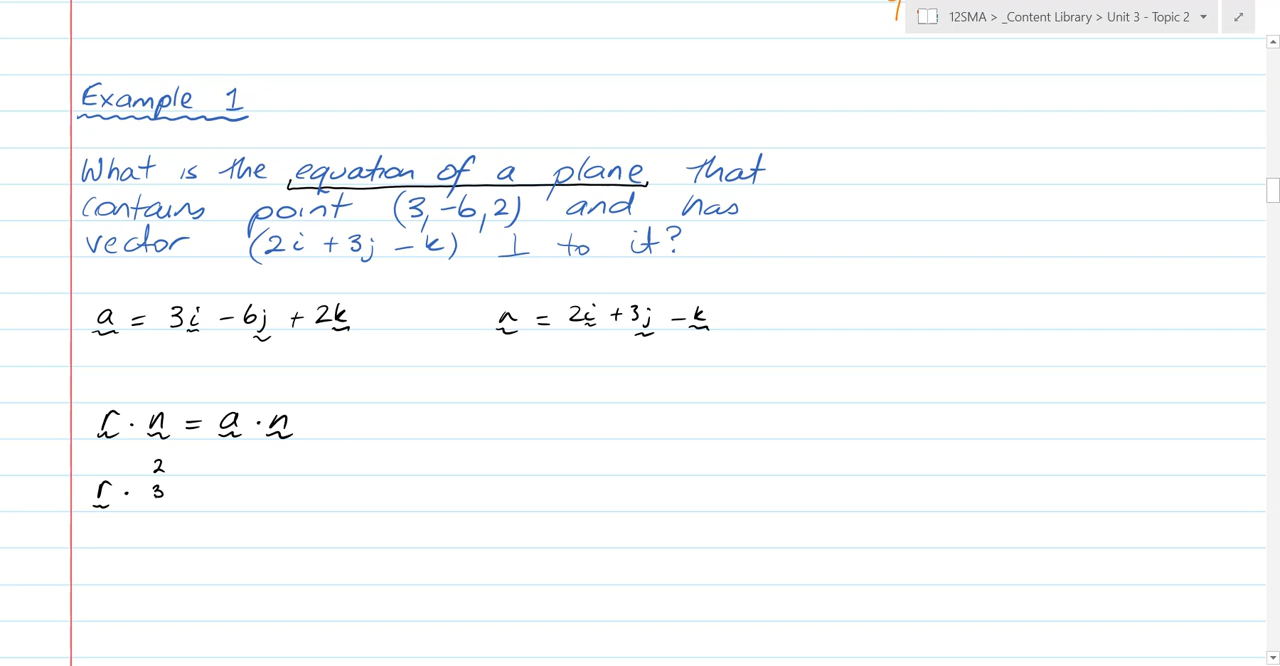 12SMA > _Content Library > Unit 3 - Topic 2
Example 1
What is the equation of a plane that
contains point (3,-6,2) and has
vector (2i + 3j - k) ⊥ to it?
a = 3i - 6j + 2k
n = 2i + 3j - k
r · n = a · n
2
r · 3